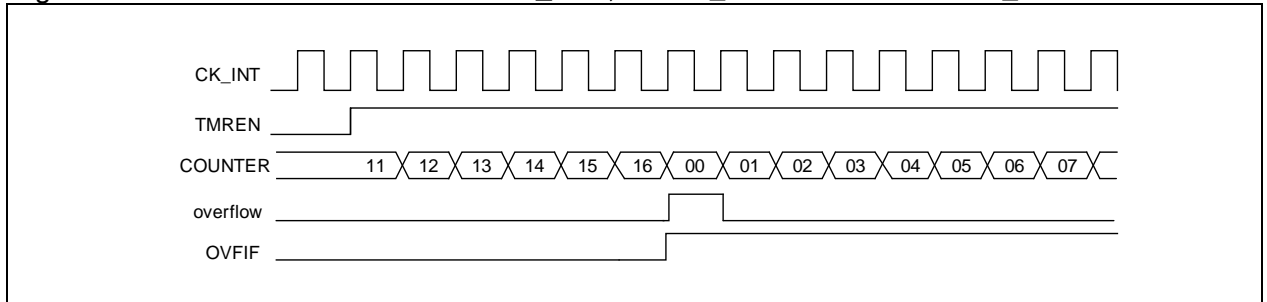 CK_INT
TMREN
COUNTER 11 12 13 14 15 16 00 01 02 03 04 05 06 07
overflow
OVFIF